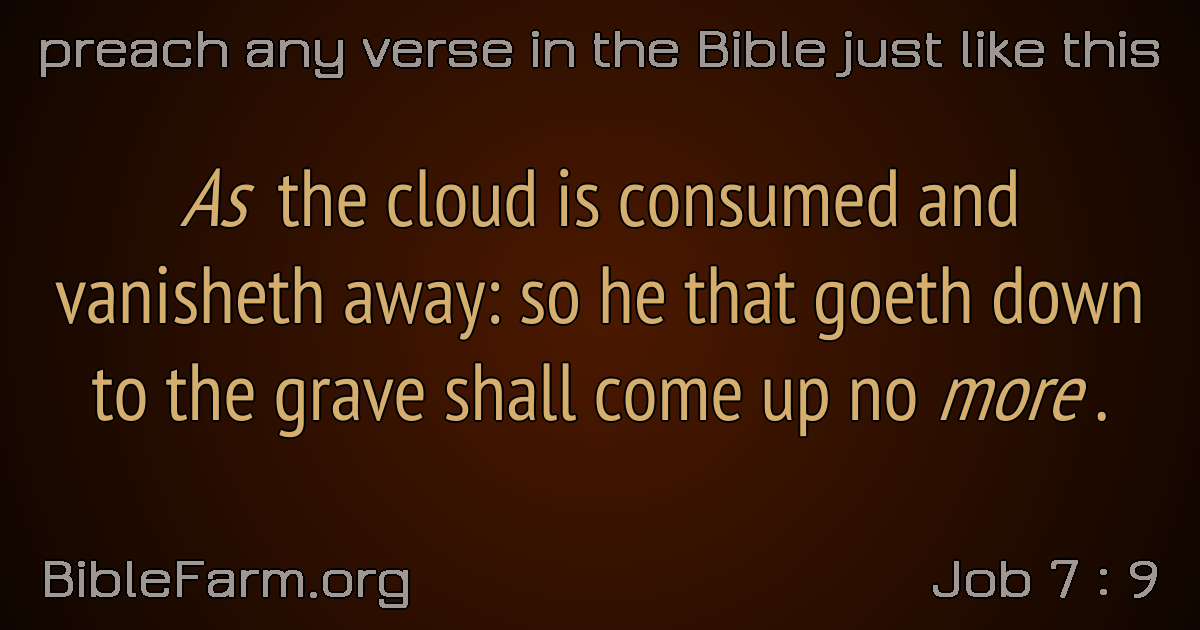 preach any verse in the Bible just like this
As the cloud is consumed and
vanisheth away: so he that goeth down
to the grave shall come up no more .
BibleFarm.org
Job 7 : 9